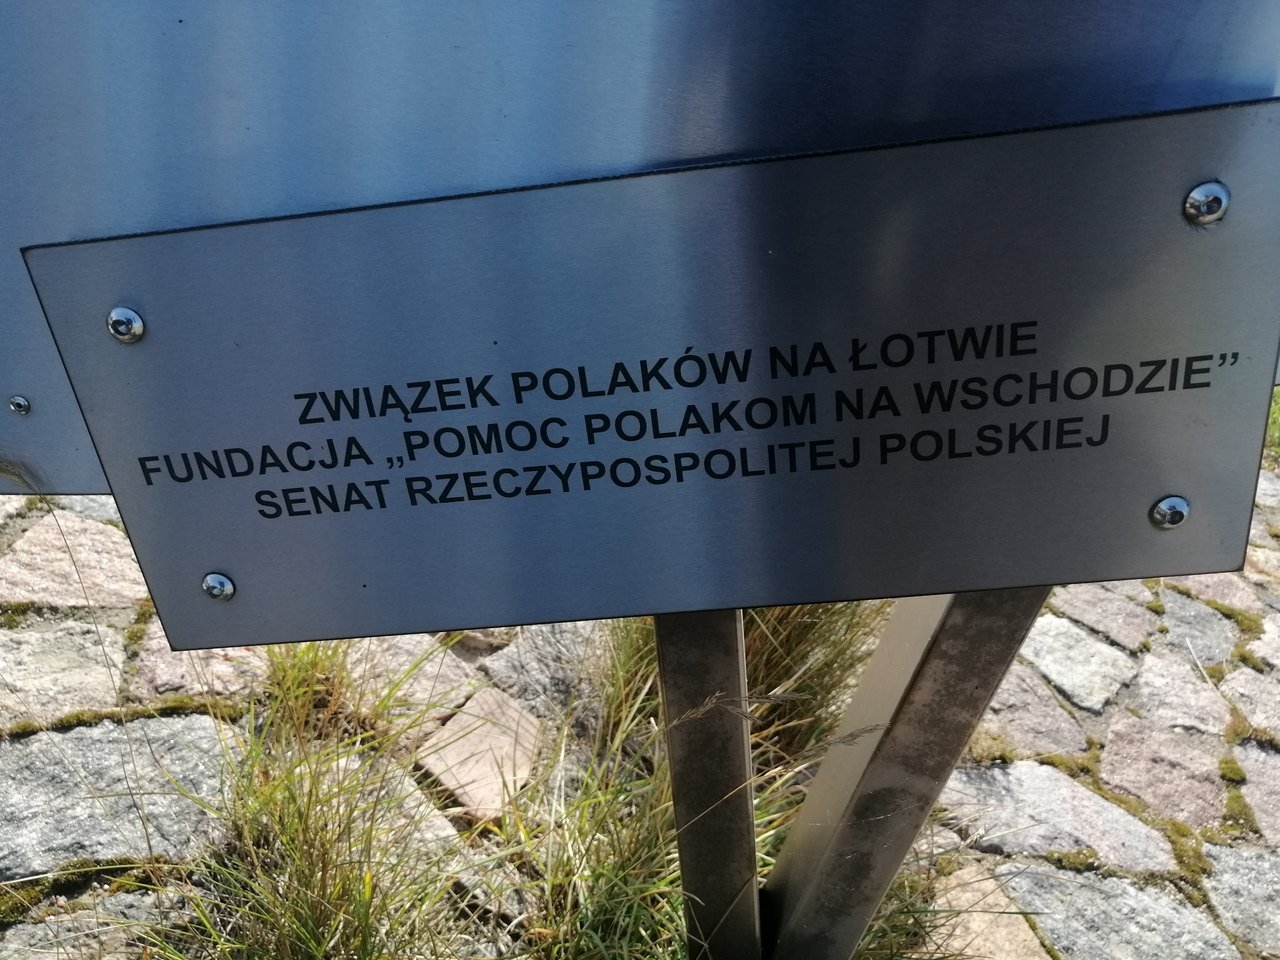 ZWIĄZEK POLAKÓW NA ŁOTWIE
FUNDACJA „POMOC POLAKOM NA WSCHODZIE”
SENAT RZECZYPOSPOLITEJ POLSKIEJ